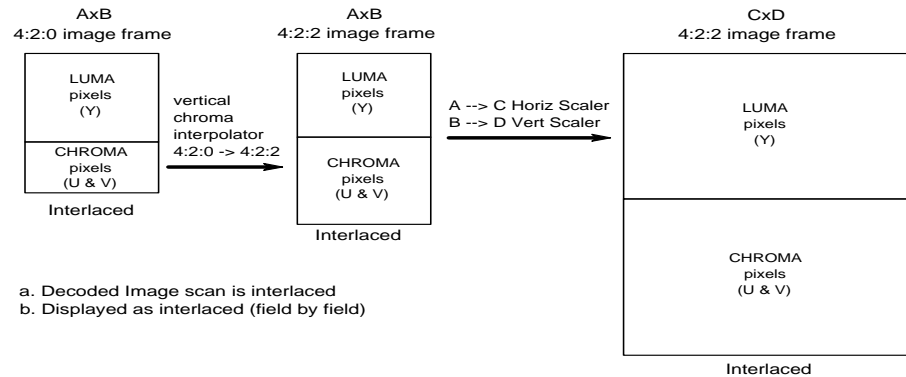 AxB
4:2:0 image frame
LUMA
pixels
(Y)
CHROMA
pixels
(U & V)
Interlaced
vertical
chroma
interpolator
4:2:0 -> 4:2:2
AxB
4:2:2 image frame
LUMA
pixels
(Y)
CHROMA
pixels
(U & V)
Interlaced
A --> C Horiz Scaler
B --> D Vert Scaler
CxD
4:2:2 image frame
LUMA
pixels
(Y)
CHROMA
pixels
(U & V)
Interlaced
a. Decoded Image scan is interlaced
b. Displayed as interlaced (field by field)